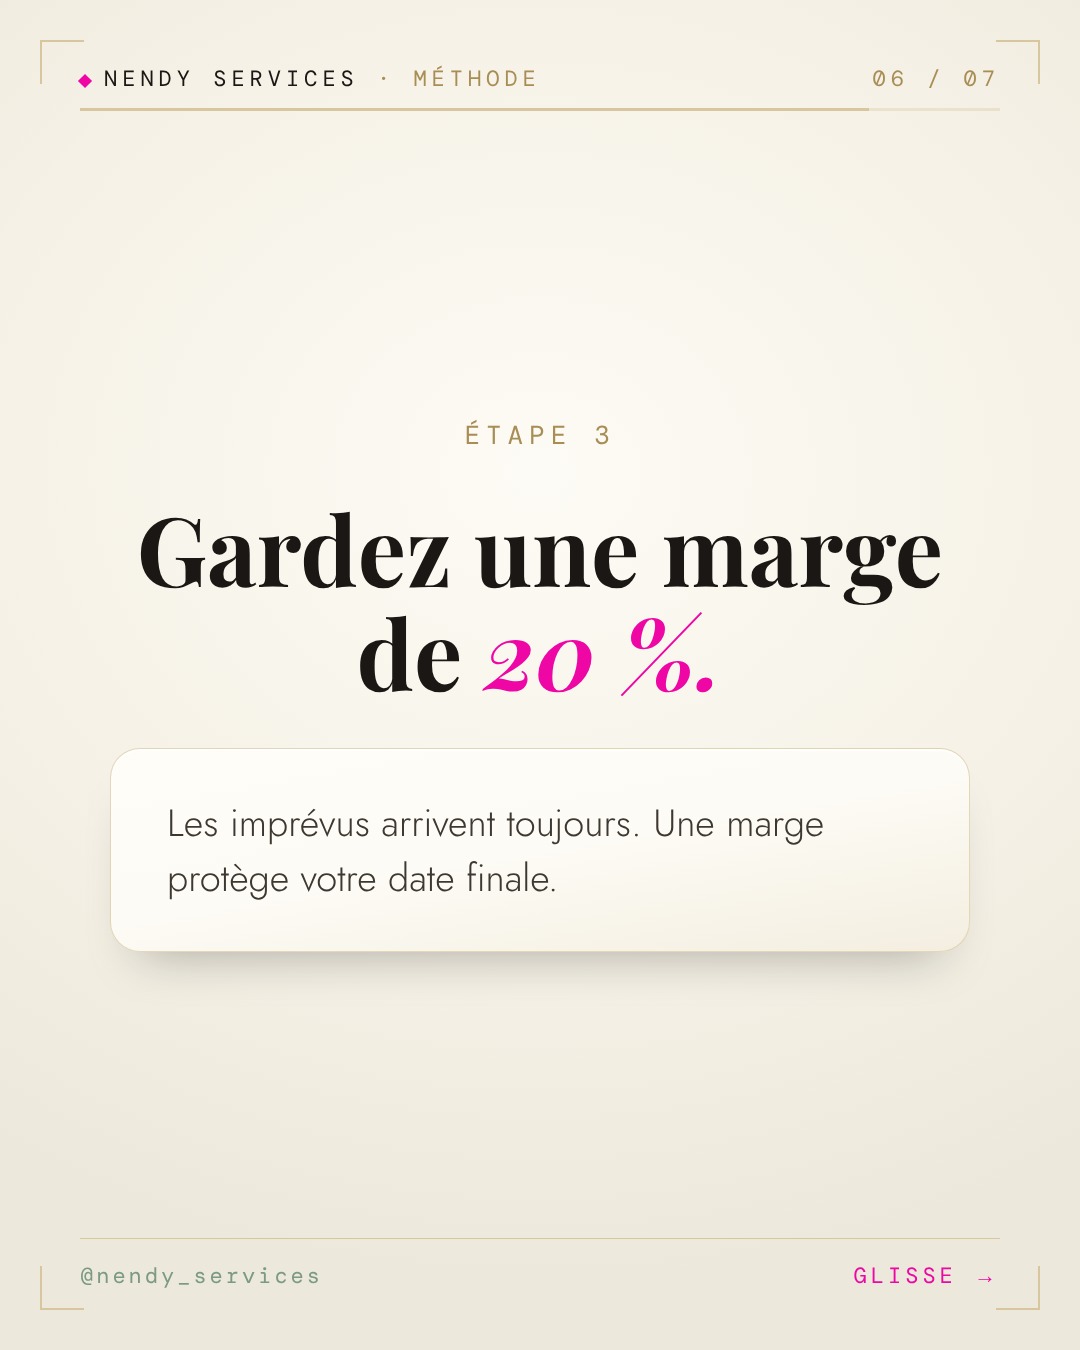 ◆ NENDY SERVICES · MÉTHODE
06 / 07
ÉTAPE 3
Gardez une marge
de 20 %.
Les imprévus arrivent toujours. Une marge
protège votre date finale.
@nendy_services
GLISSE →